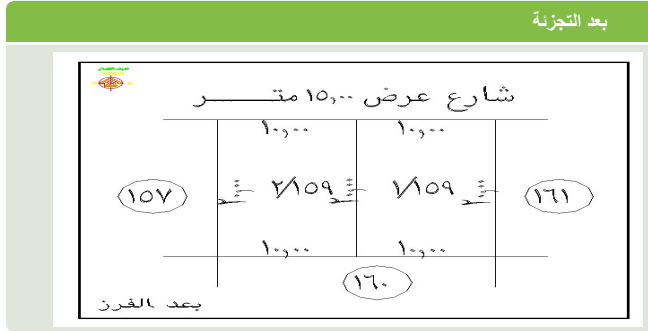 بعد التجزئة
شارع عرض ١٥,٠٠ متـــــر
١٠,٠٠ ١٠,٠٠
١٦١ ١/١٥٩ ٢/١٥٩ ١٥٧
١٠,٠٠ ١٠,٠٠
١٦٠
بعد الفرز